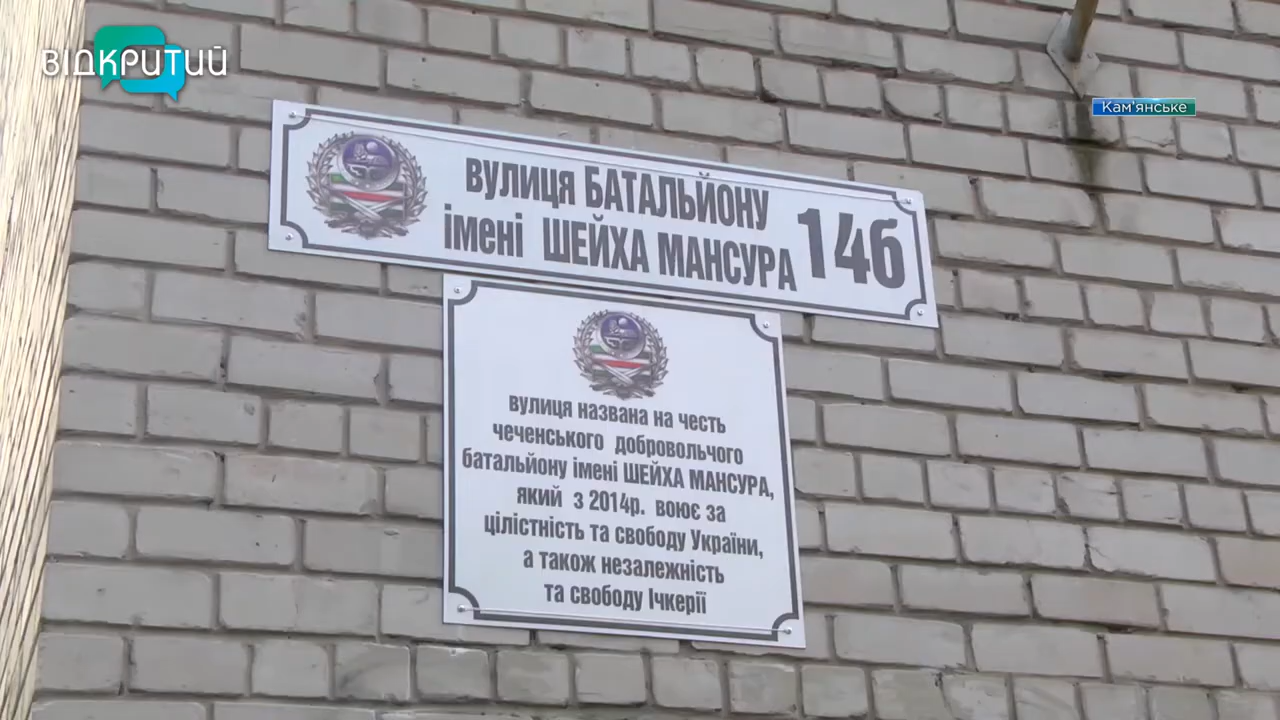 ВІДКРИТИЙ
Кам'янське
вулиця БАТАЛЬЙОНУ
імені ШЕЙХА МАНСУРА 14б
вулиця названа на честь
чеченського добровольчого
батальйону імені ШЕЙХА МАНСУРА,
який з 2014р. воює за
цілістність та свободу України,
а також незалежність
та свободу Ічкерії